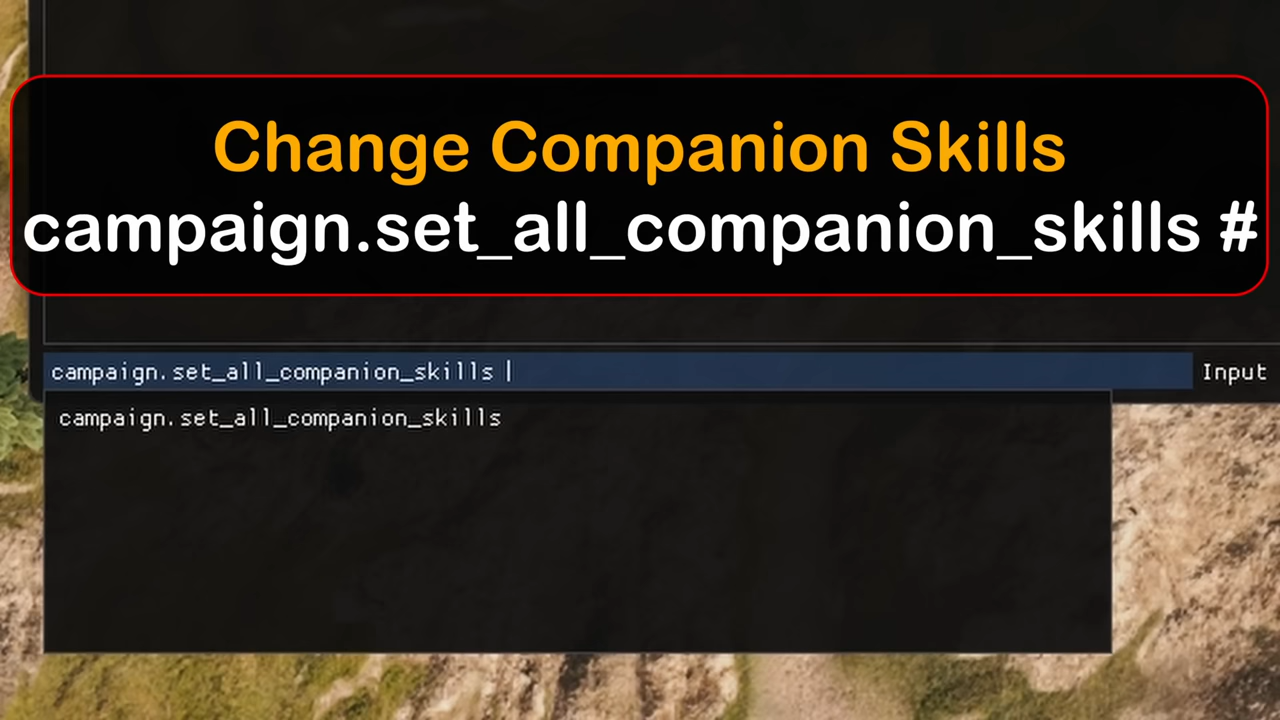 Change Companion Skills
campaign.set_all_companion_skills #
campaign.set_all_companion_skills
Input
campaign.set_all_companion_skills